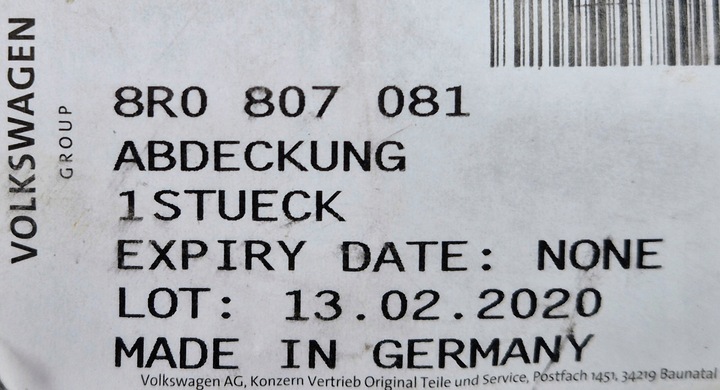 VOLKSWAGEN
GROUP
8R0 807 081
ABDECKUNG
1STUECK
EXPIRY DATE: NONE
LOT: 13.02.2020
MADE IN GERMANY
Volkswagen AG, Konzern Vertrieb Original Teile und Service, Postfach 1451, 34219 Baunatal